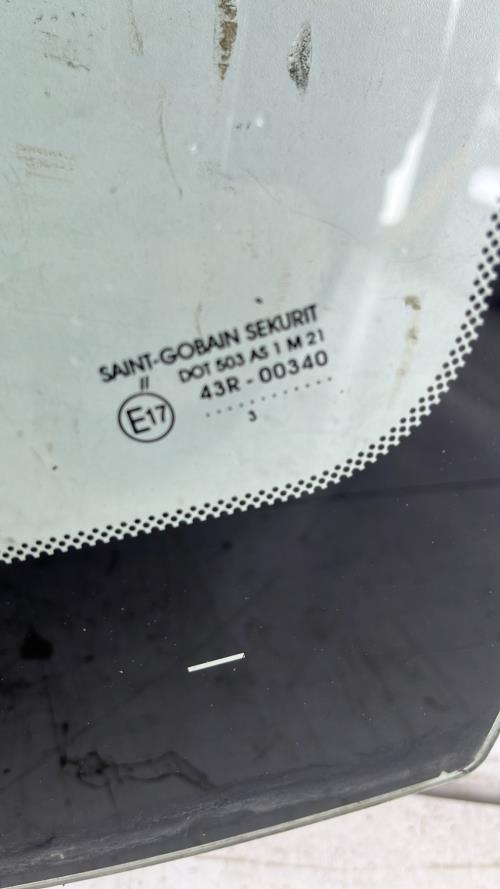 SAINT-GOBAIN SEKURIT
II DOT 503 AS 1 M 21
E17 43R - 00340
. . . . . . . . . . . .
3